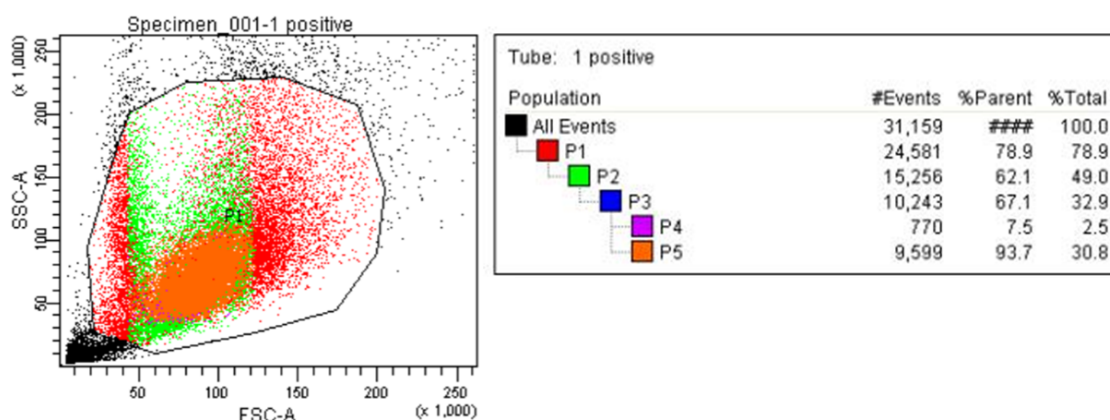 Specimen_001-1 positive
(x 1,000)
250
200
150
100
50
SSC-A
P1
50 100 150 200 250
FSC-A (x 1,000)
Tube: 1 positive
Population #Events %Parent %Total
All Events 31,159 #### 100.0
P1 24,581 78.9 78.9
P2 15,256 62.1 49.0
P3 10,243 67.1 32.9
P4 770 7.5 2.5
P5 9,599 93.7 30.8